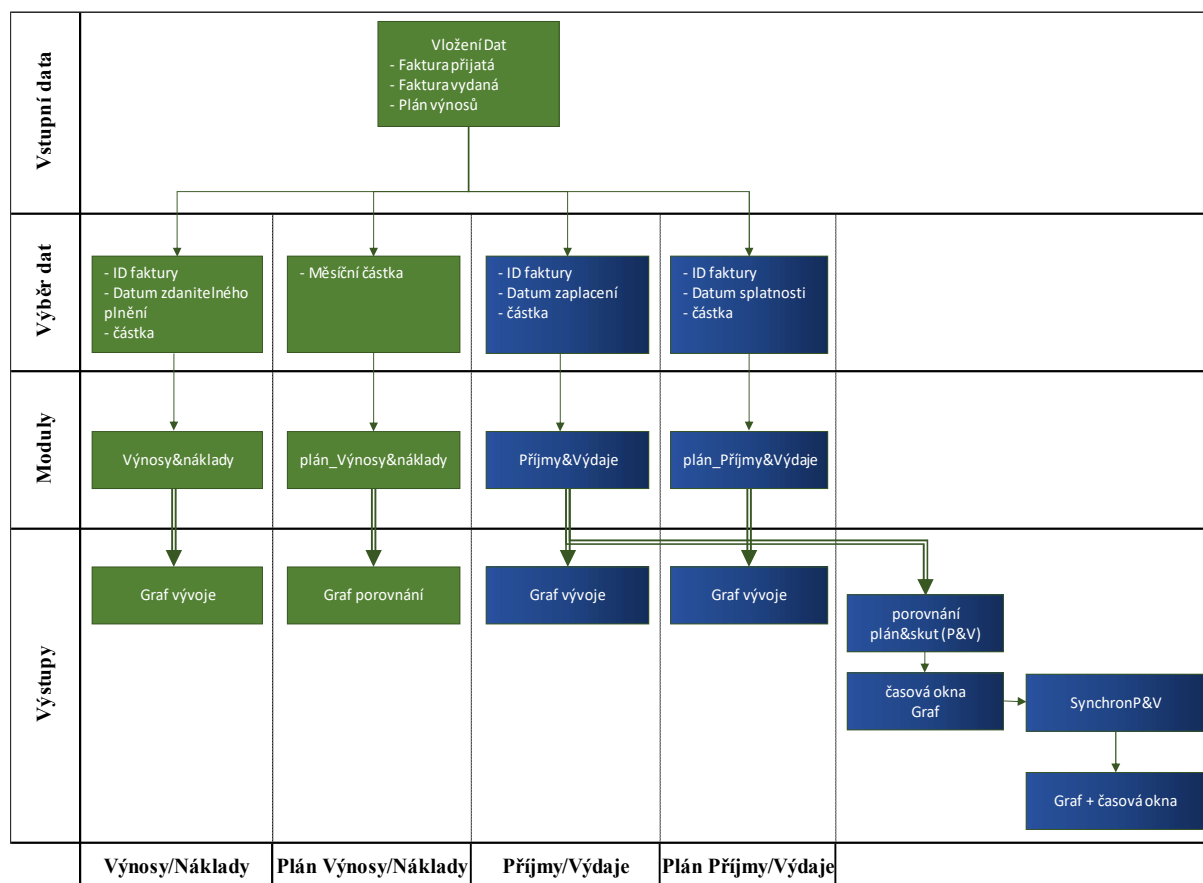 Vstupní data
Vložení Dat
- Faktura přijatá
- Faktura vydaná
- Plán výnosů
Výběr dat
- ID faktury
- Datum zdanitelného
plnění
- částka
- Měsíční částka
- ID faktury
- Datum zaplacení
- částka
- ID faktury
- Datum splatnosti
- částka
Moduly
Výnosy&náklady
plán_Výnosy&náklady
Příjmy&Výdaje
plán_Příjmy&Výdaje
Výstupy
Graf vývoje
Graf porovnání
Graf vývoje
Graf vývoje
porovnání
plán&skut (P&V)
časová okna
Graf
SynchronP&V
Graf + časová okna
Výnosy/Náklady
Plán Výnosy/Náklady
Příjmy/Výdaje
Plán Příjmy/Výdaje